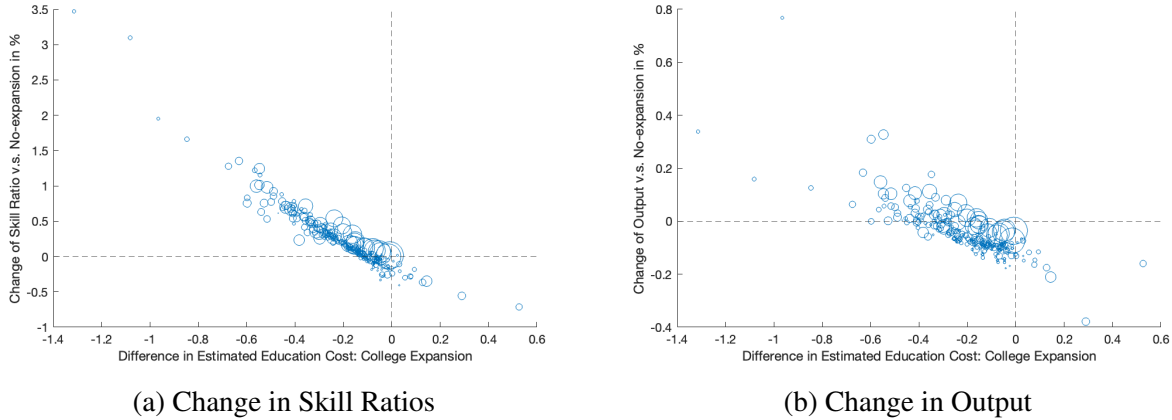 3.5
3
2.5
2
1.5
1
0.5
0
-0.5
-1
Change of Skill Ratio v.s. No-expansion in %
-1.4 -1.2 -1 -0.8 -0.6 -0.4 -0.2 0 0.2 0.4 0.6
Difference in Estimated Education Cost: College Expansion
(a) Change in Skill Ratios
0.8
0.6
0.4
0.2
0
-0.2
-0.4
Change of Output v.s. No-expansion in %
-1.4 -1.2 -1 -0.8 -0.6 -0.4 -0.2 0 0.2 0.4 0.6
Difference in Estimated Education Cost: College Expansion
(b) Change in Output